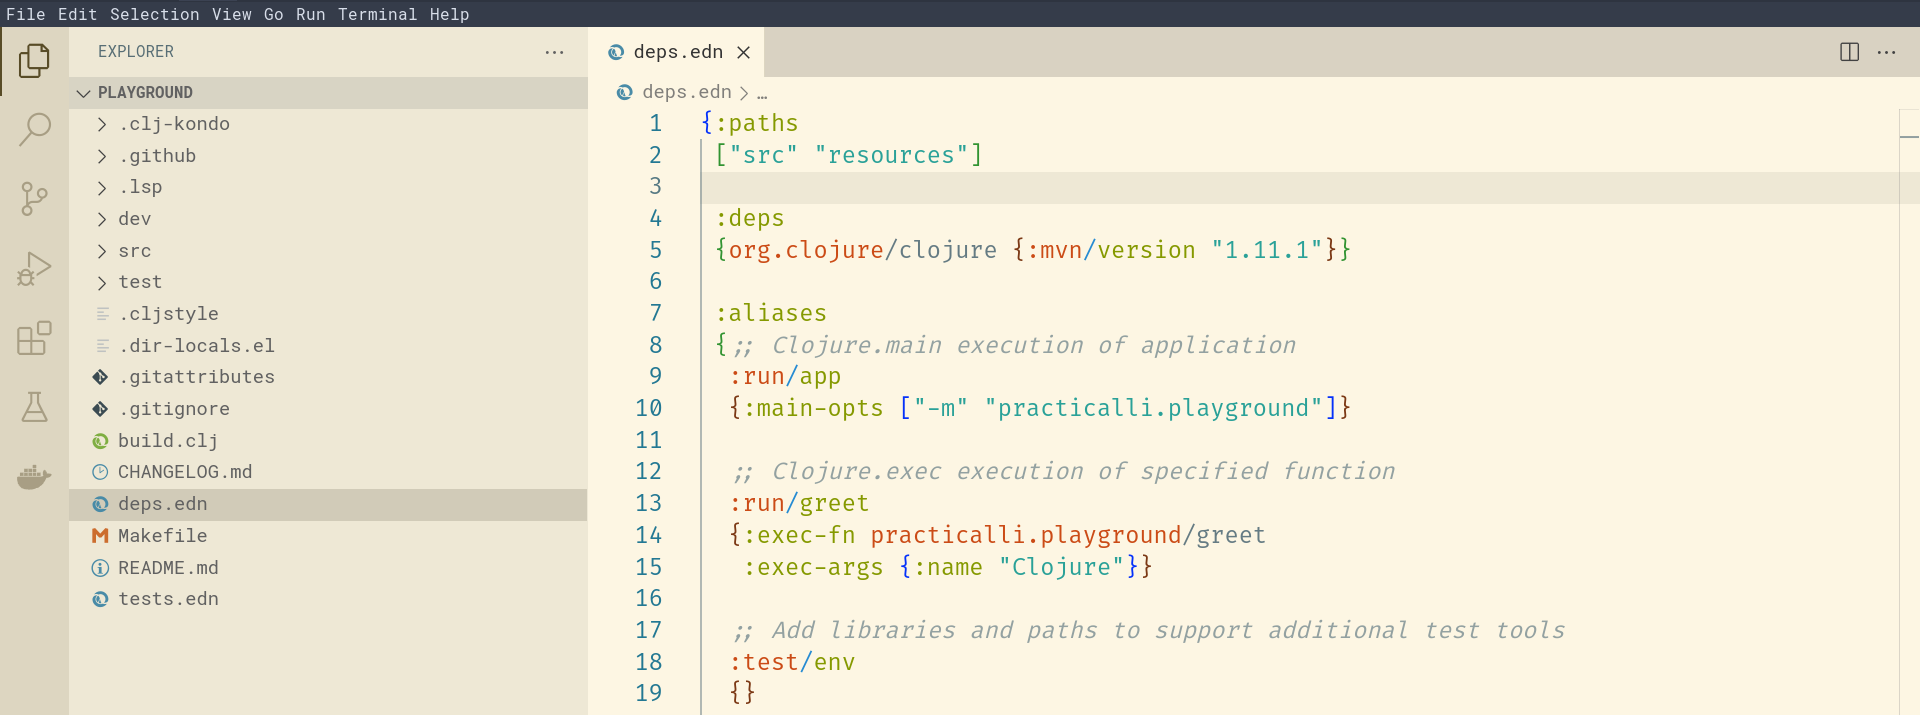 File Edit Selection View Go Run Terminal Help
EXPLORER ...
PLAYGROUND
.clj-kondo
.github
.lsp
dev
src
test
.cljstyle
.dir-locals.el
.gitattributes
.gitignore
build.clj
CHANGELOG.md
deps.edn
Makefile
README.md
tests.edn
deps.edn
deps.edn > …
1 {:paths
2 ["src" "resources"]
3
4 :deps
5 {org.clojure/clojure {:mvn/version "1.11.1"}}
6
7 :aliases
8 {;; Clojure.main execution of application
9 :run/app
10 {:main-opts ["-m" "practicalli.playground"]}
11
12 ;; Clojure.exec execution of specified function
13 :run/greet
14 {:exec-fn practicalli.playground/greet
15 :exec-args {:name "Clojure"}}
16
17 ;; Add libraries and paths to support additional test tools
18 :test/env
19 {}